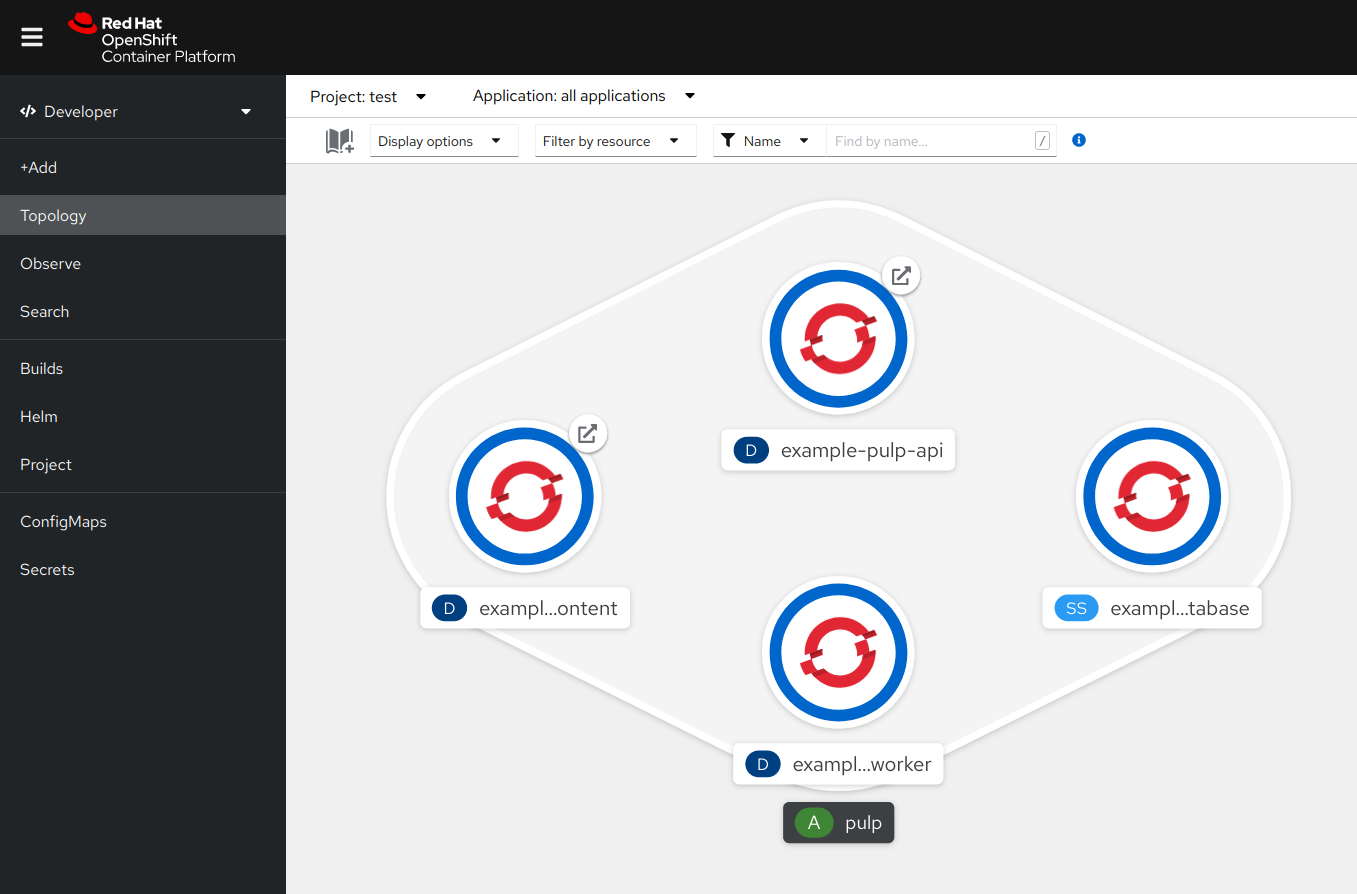 Red Hat
OpenShift
Container Platform
Developer
+Add
Topology
Observe
Search
Builds
Helm
Project
ConfigMaps
Secrets
Project: test
Application: all applications
Display options
Filter by resource
Name
Find by name...
/
i
D example-pulp-api
D exampl...ontent
SS exampl...tabase
D exampl...worker
A pulp